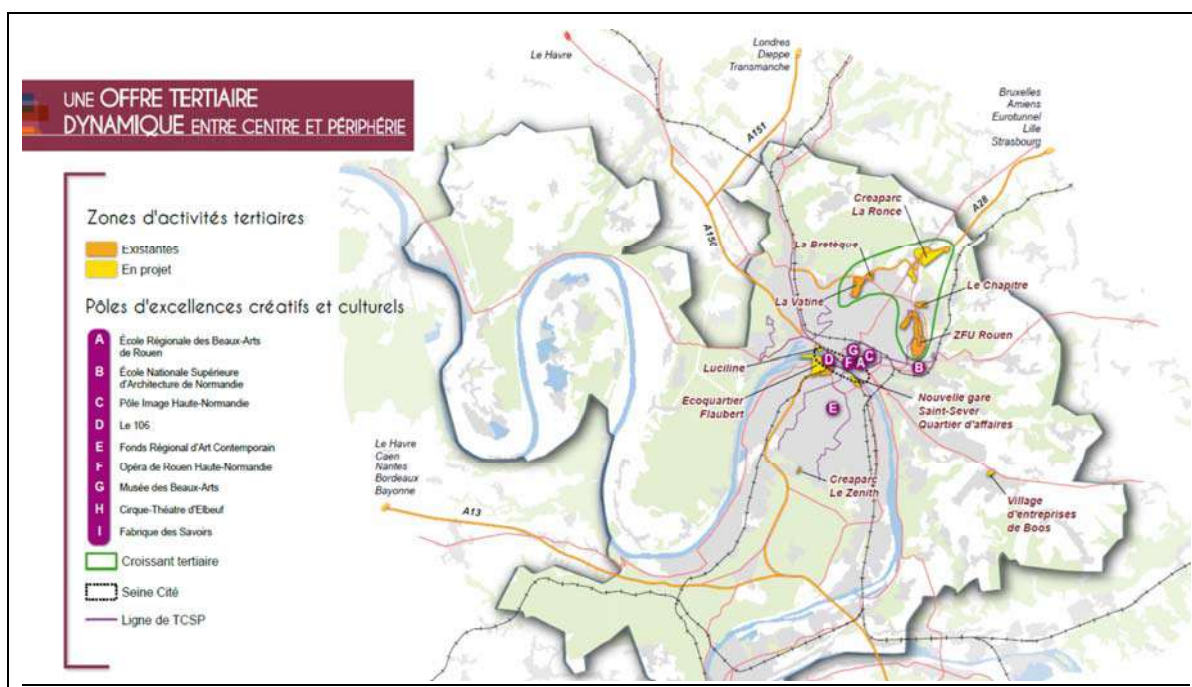 UNE OFFRE TERTIAIRE
DYNAMIQUE ENTRE CENTRE ET PÉRIPHÉRIE
Zones d'activités tertiaires
Existantes
En projet
Pôles d'excellences créatifs et culturels
A École Régionale des Beaux-Arts
de Rouen
B École Nationale Supérieure
d'Architecture de Normandie
C Pôle Image Haute-Normandie
D Le 106
E Fonds Régional d'Art Contemporain
F Opéra de Rouen Haute-Normandie
G Musée des Beaux-Arts
H Cirque-Théatre d'Elbeuf
I Fabrique des Savoirs
Croissant tertiaire
Seine Cité
Ligne de TCSP
Le Havre
Londres
Dieppe
Transmanche
Bruxelles
Amiens
Eurotunnel
Lille
Strasbourg
A151
A150
A28
Creaparc
La Ronce
La Bretèque
La Vatine
Le Chapitre
ZFU Rouen
Luciline
D
G
F
A
C
B
E
Ecoquartier
Flaubert
Nouvelle gare
Saint-Sever
Quartier d'affaires
Creaparc
Le Zenith
Village
d'entreprises
de Boos
Le Havre
Caen
Nantes
Bordeaux
Bayonne
A13